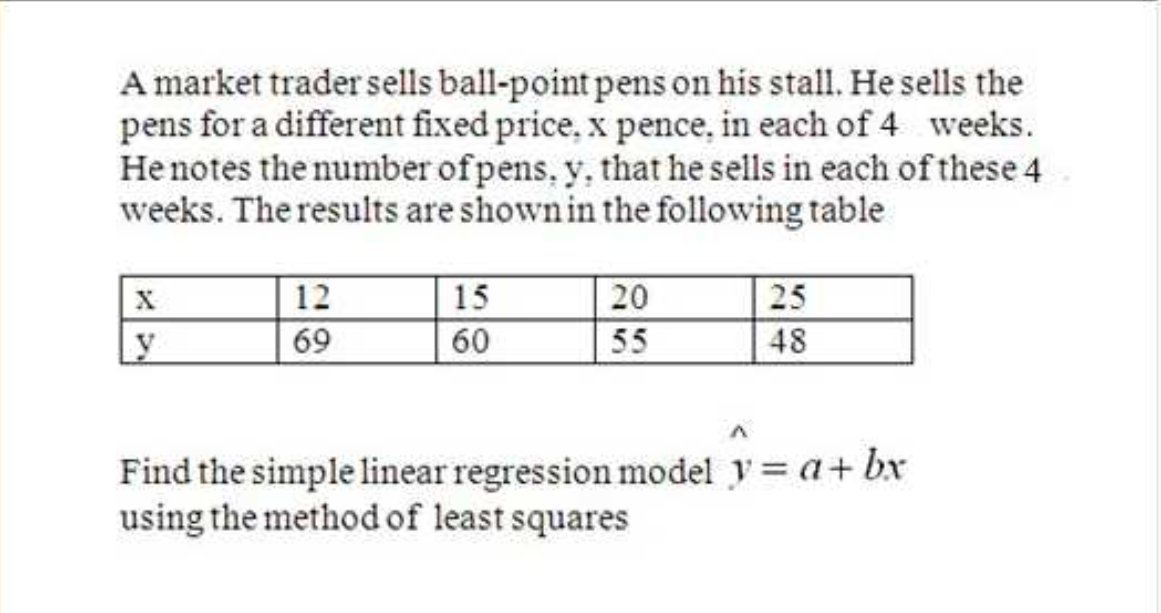 A market trader sells ball-point pens on his stall. He sells the
pens for a different fixed price, x pence, in each of 4 weeks.
He notes the number of pens, y, that he sells in each of these 4
weeks. The results are shown in the following table
x 12 15 20 25
y 69 60 55 48
Find the simple linear regression model ŷ = a + bx
using the method of least squares